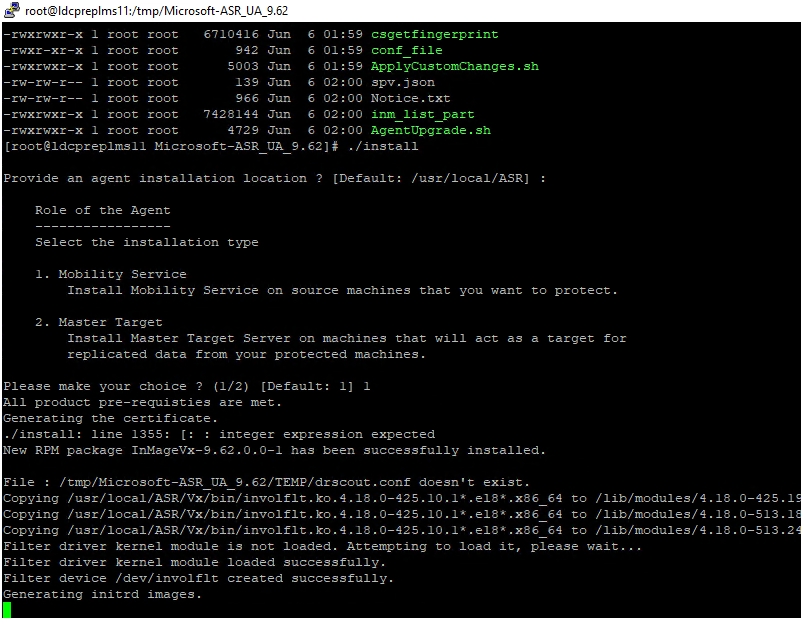 root@ldcpreplms11:/tmp/Microsoft-ASR_UA_9.62
-rwxrwxr-x 1 root root   6710416 Jun  6 01:59 csgetfingerprint
-rwxr-xr-x 1 root root       942 Jun  6 01:59 conf_file
-rwxrwxr-x 1 root root      5003 Jun  6 01:59 ApplyCustomChanges.sh
-rw-rw-r-- 1 root root       139 Jun  6 02:00 spv.json
-rw-rw-r-- 1 root root       966 Jun  6 02:00 Notice.txt
-rwxrwxr-x 1 root root   7428144 Jun  6 02:00 inm_list_part
-rwxrwxr-x 1 root root      4729 Jun  6 02:00 AgentUpgrade.sh
[root@ldcpreplms11 Microsoft-ASR_UA_9.62]# ./install
Provide an agent installation location ? [Default: /usr/local/ASR] :
Role of the Agent
-----------------
Select the installation type
1. Mobility Service
Install Mobility Service on source machines that you want to protect.
2. Master Target
Install Master Target Server on machines that will act as a target for
replicated data from your protected machines.
Please make your choice ? (1/2) [Default: 1] 1
All product pre-requisties are met.
Generating the certificate.
./install: line 1355: [: : integer expression expected
New RPM package InMageVx-9.62.0.0-1 has been successfully installed.
File : /tmp/Microsoft-ASR_UA_9.62/TEMP/drscout.conf doesn't exist.
Copying /usr/local/ASR/Vx/bin/involflt.ko.4.18.0-425.10.1*.el8*.x86_64 to /lib/modules/4.18.0-425.19
Copying /usr/local/ASR/Vx/bin/involflt.ko.4.18.0-425.10.1*.el8*.x86_64 to /lib/modules/4.18.0-513.18
Copying /usr/local/ASR/Vx/bin/involflt.ko.4.18.0-425.10.1*.el8*.x86_64 to /lib/modules/4.18.0-513.24
Filter driver kernel module is not loaded. Attempting to load it, please wait...
Filter driver kernel module loaded successfully.
Filter device /dev/involflt created successfully.
Generating initrd images.